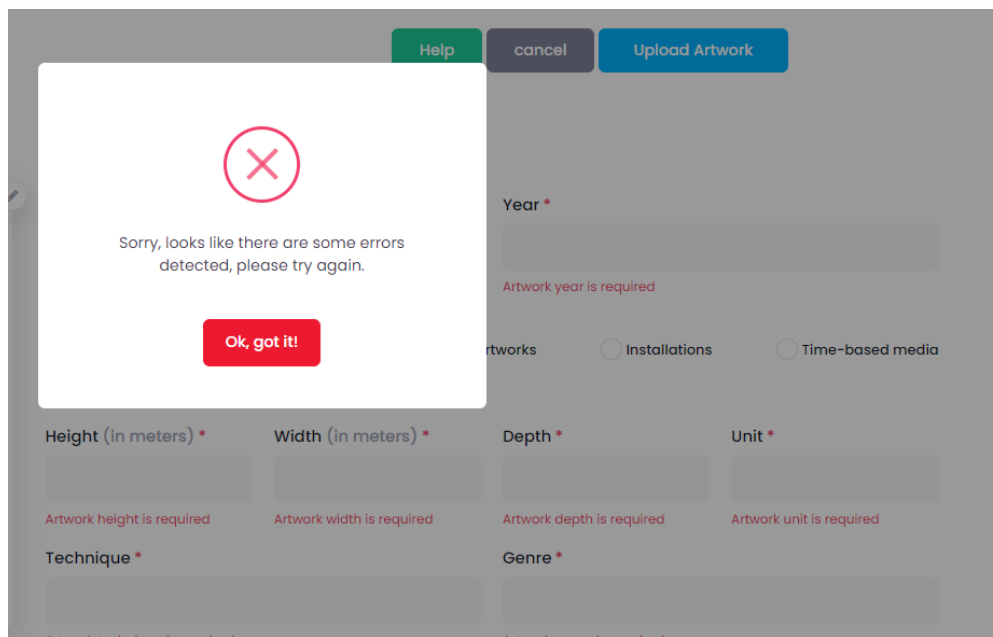 Help
cancel
Upload Artwork
Sorry, looks like there are some errors
detected, please try again.
Ok, got it!
Year *
Artwork year is required
rtworks
Installations
Time-based media
Height (in meters) *
Width (in meters) *
Depth *
Unit *
Artwork height is required
Artwork width is required
Artwork depth is required
Artwork unit is required
Technique *
Genre *